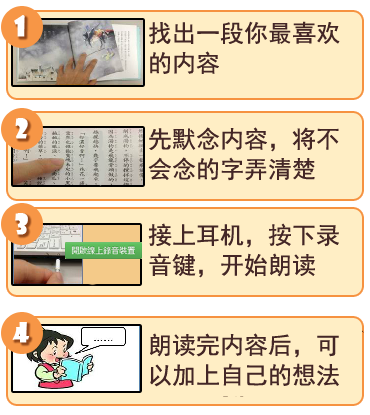 1
找出一段你最喜欢
的内容
2
先默念内容，将不
会念的字弄清楚
3
接上耳机，按下录
音键，开始朗读
開啟線上錄音裝置
4
朗读完内容后，可
以加上自己的想法
……